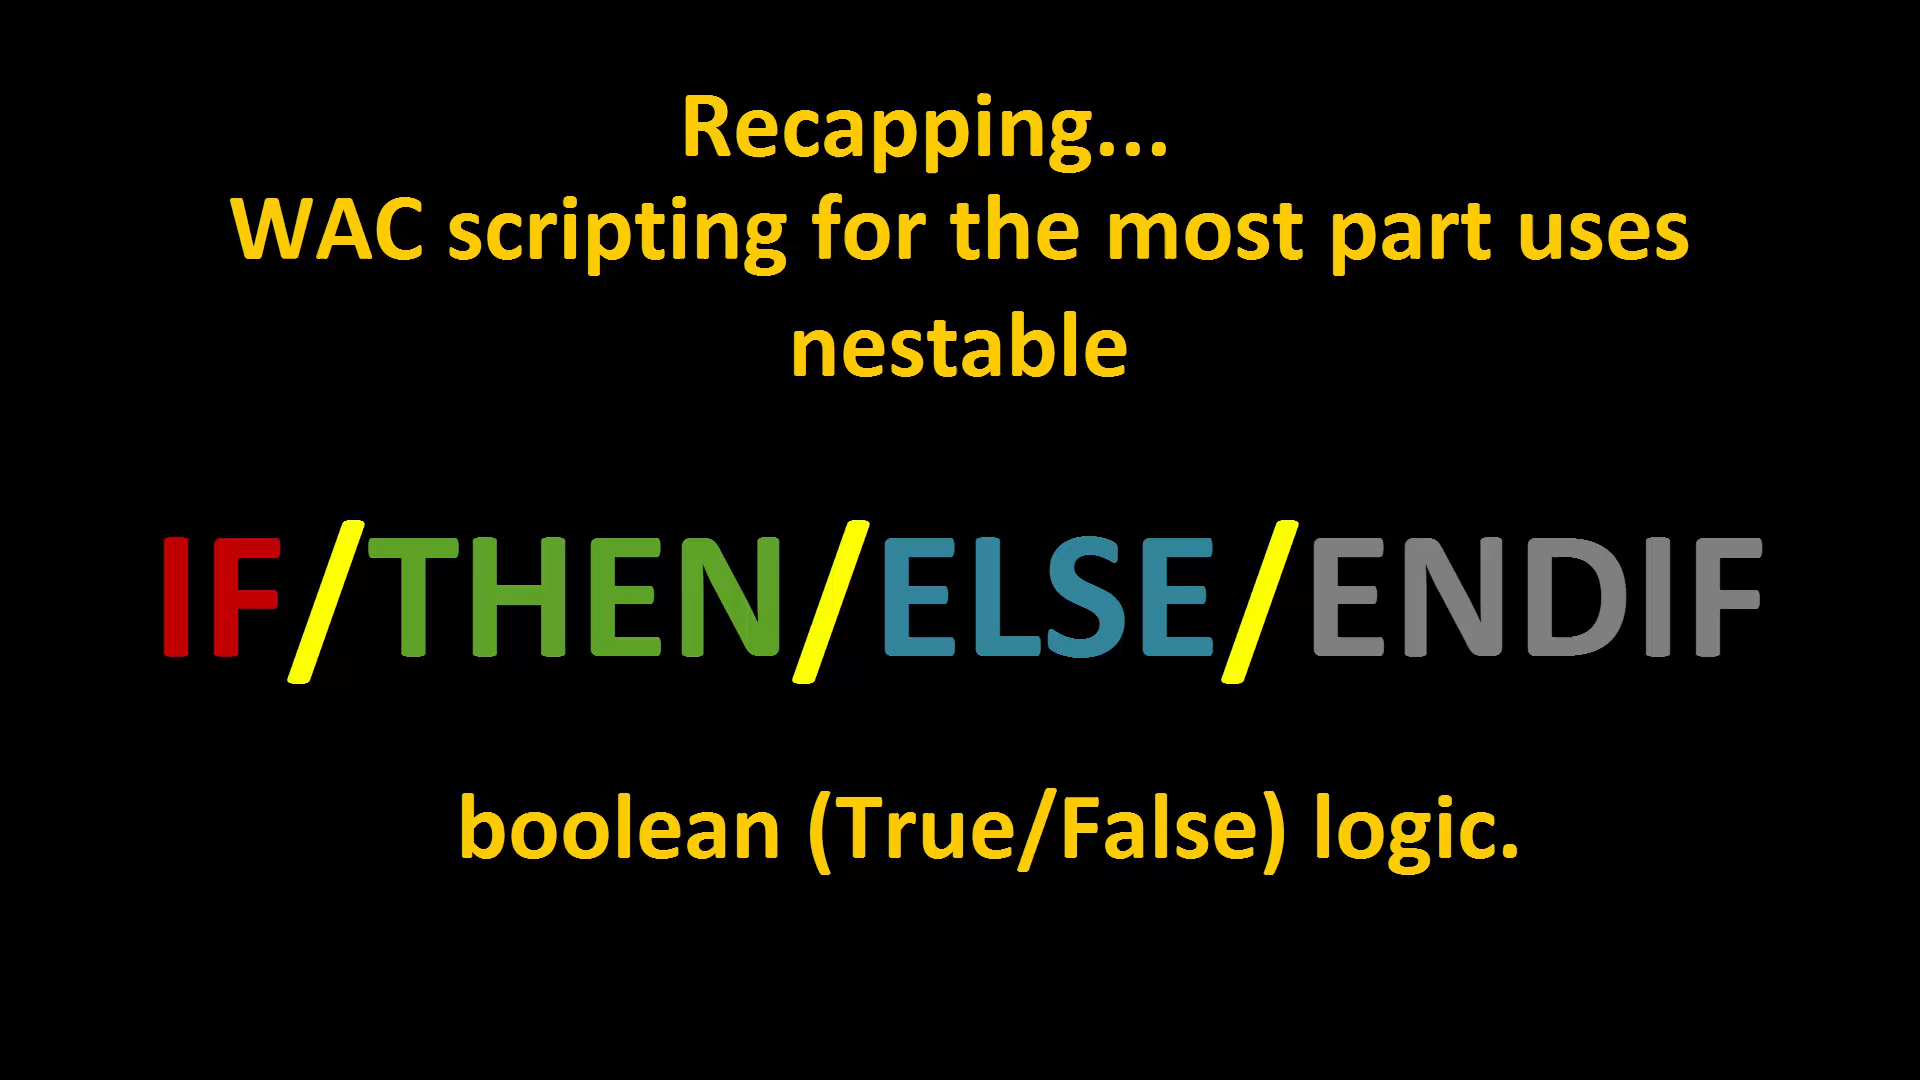 Recapping...
WAC scripting for the most part uses
nestable
IF/THEN/ELSE/ENDIF
boolean (True/False) logic.